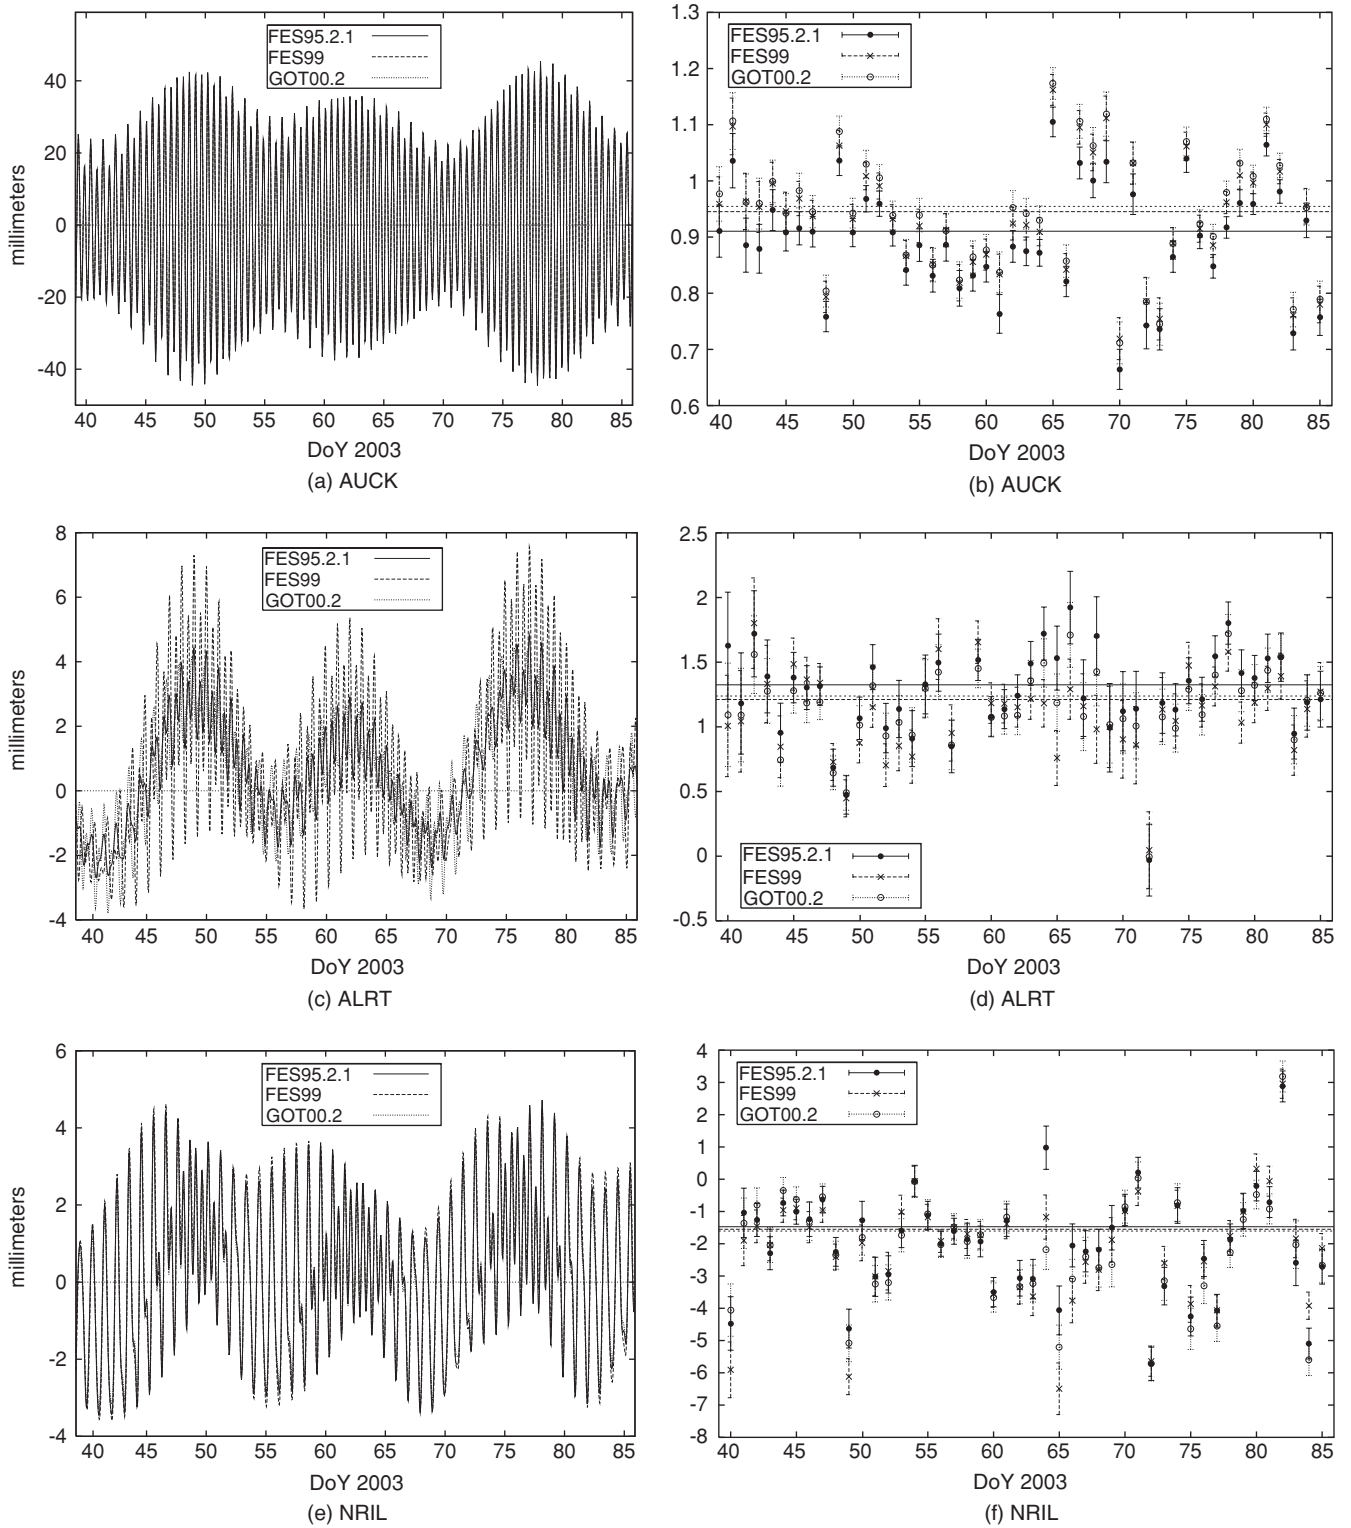 FES95.2.1
FES99
GOT00.2
40
20
0
-20
-40
millimeters
40 45 50 55 60 65 70 75 80 85
DoY 2003
(a) AUCK
FES95.2.1
FES99
GOT00.2
1.3
1.2
1.1
1
0.9
0.8
0.7
0.6
40 45 50 55 60 65 70 75 80 85
DoY 2003
(b) AUCK
FES95.2.1
FES99
GOT00.2
8
6
4
2
0
-2
-4
millimeters
40 45 50 55 60 65 70 75 80 85
DoY 2003
(c) ALRT
2.5
2
1.5
1
0.5
0
-0.5
FES95.2.1
FES99
GOT00.2
40 45 50 55 60 65 70 75 80 85
DoY 2003
(d) ALRT
FES95.2.1
FES99
GOT00.2
6
4
2
0
-2
-4
millimeters
40 45 50 55 60 65 70 75 80 85
DoY 2003
(e) NRIL
FES95.2.1
FES99
GOT00.2
4
3
2
1
0
-1
-2
-3
-4
-5
-6
-7
-8
40 45 50 55 60 65 70 75 80 85
DoY 2003
(f) NRIL